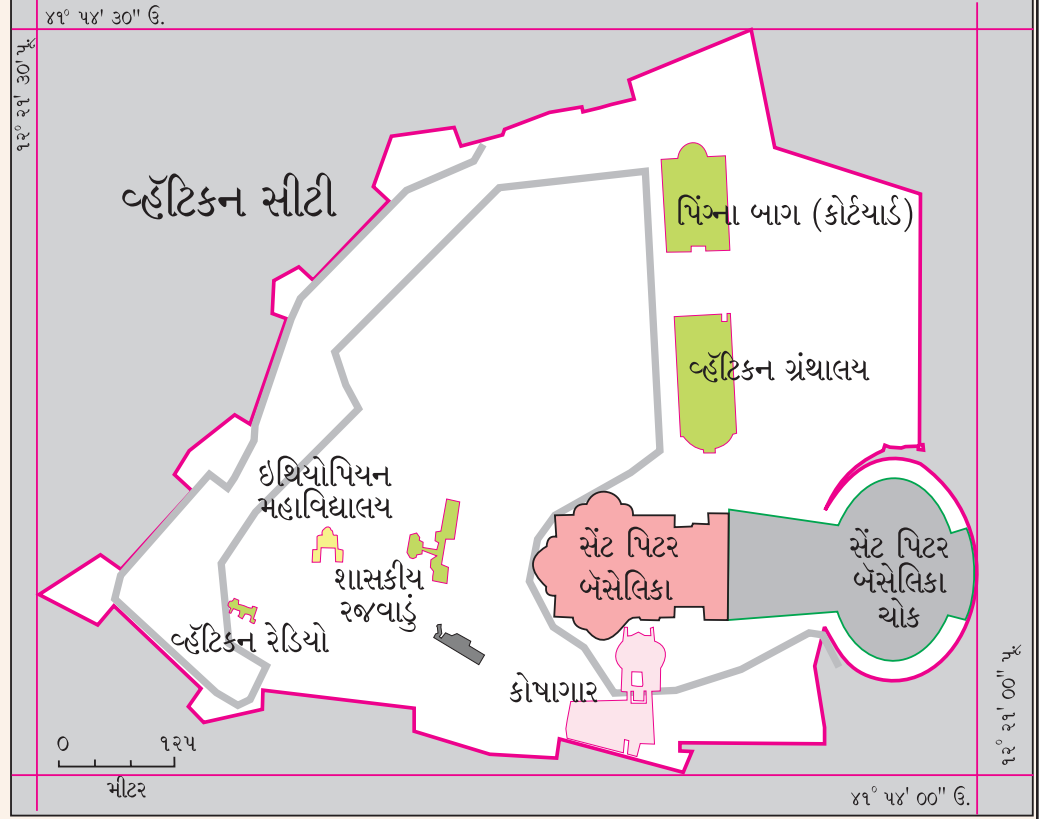 ૪૧° ૫૪' ૩૦" ઉ.
૧૨° ૨૧' ૩૦' પૂ.
વ્હૅટિકન સીટી
પિંગ્ના બાગ (કોર્ટયાર્ડ)
વ્હૅટિકન ગ્રંથાલય
ઇથિયોપિયન
મહાવિદ્યાલય
શાસકીય
રજવાડું
વ્હૅટિકન રેડિયો
સેંટ પિટર
બૅસેલિકા
સેંટ પિટર
બૅસેલિકા
ચોક
કોષાગાર
૦ ૧૨૫
મીટર
૧૨° ૨૧' ૦૦" પૂ.
૪૧° ૫૪' ૦૦" ઉ.